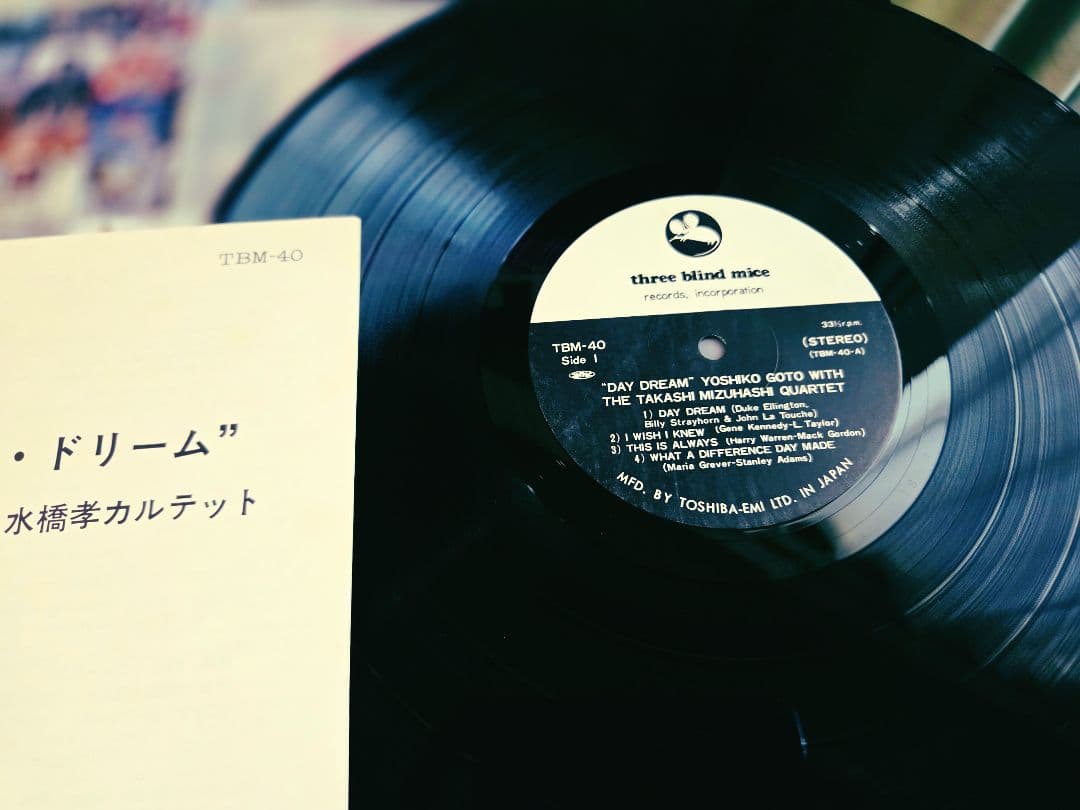 TBM-40
・ドリーム”
水橋孝カルテット
three blind mice
records, incorporation
33⅓r.p.m.
TBM-40
(STEREO)
Side 1
(TBM-40-A)
"DAY DREAM" YOSHIKO GOTO WITH
THE TAKASHI MIZUHASHI QUARTET
1) DAY DREAM (Duke Ellington,
Billy Strayhorn & John La Touche)
2) I WISH I KNEW (Gene Kennedy-L. Taylor)
3) THIS IS ALWAYS (Harry Warren-Mack Gordon)
4) WHAT A DIFFERENCE DAY MADE
(Maria Grever-Stanley Adams)
MFD. BY TOSHIBA-EMI LTD. IN JAPAN